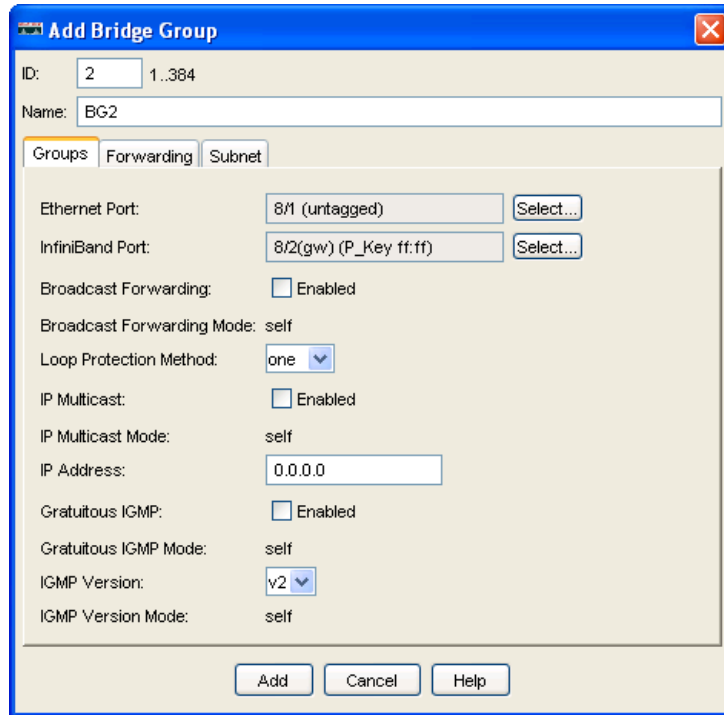 Add Bridge Group
ID: 2 1..384
Name: BG2
Groups Forwarding Subnet
Ethernet Port: 8/1 (untagged) Select...
InfiniBand Port: 8/2(gw) (P_Key ff:ff) Select...
Broadcast Forwarding: Enabled
Broadcast Forwarding Mode: self
Loop Protection Method: one
IP Multicast: Enabled
IP Multicast Mode: self
IP Address: 0.0.0.0
Gratuitous IGMP: Enabled
Gratuitous IGMP Mode: self
IGMP Version: v2
IGMP Version Mode: self
Add Cancel Help